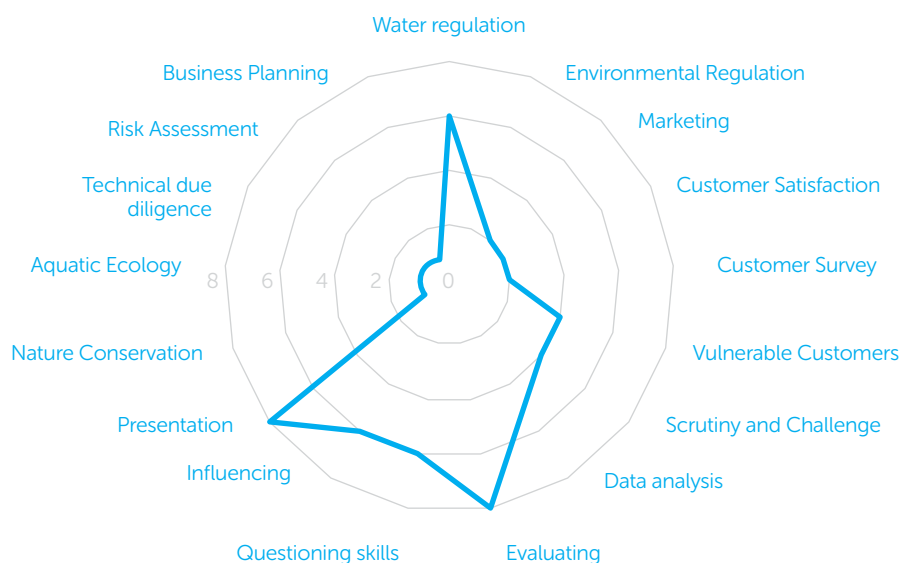 Water regulation
Business Planning
Environmental Regulation
Risk Assessment
Marketing
Technical due
diligence
Customer Satisfaction
Aquatic Ecology
8 6 4 2 0
Customer Survey
Nature Conservation
Vulnerable Customers
Presentation
Scrutiny and Challenge
Influencing
Data analysis
Questioning skills
Evaluating